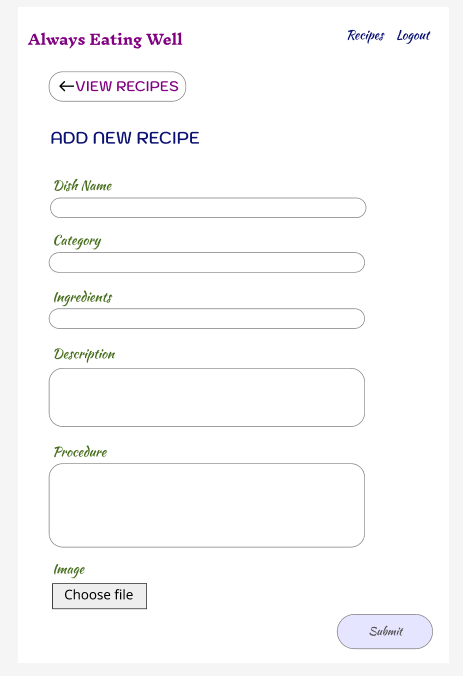 Always Eating Well
Recipes Logout
←VIEW RECIPES
ADD NEW RECIPE
Dish Name
Category
Ingredients
Description
Procedure
Image
Choose file
Submit